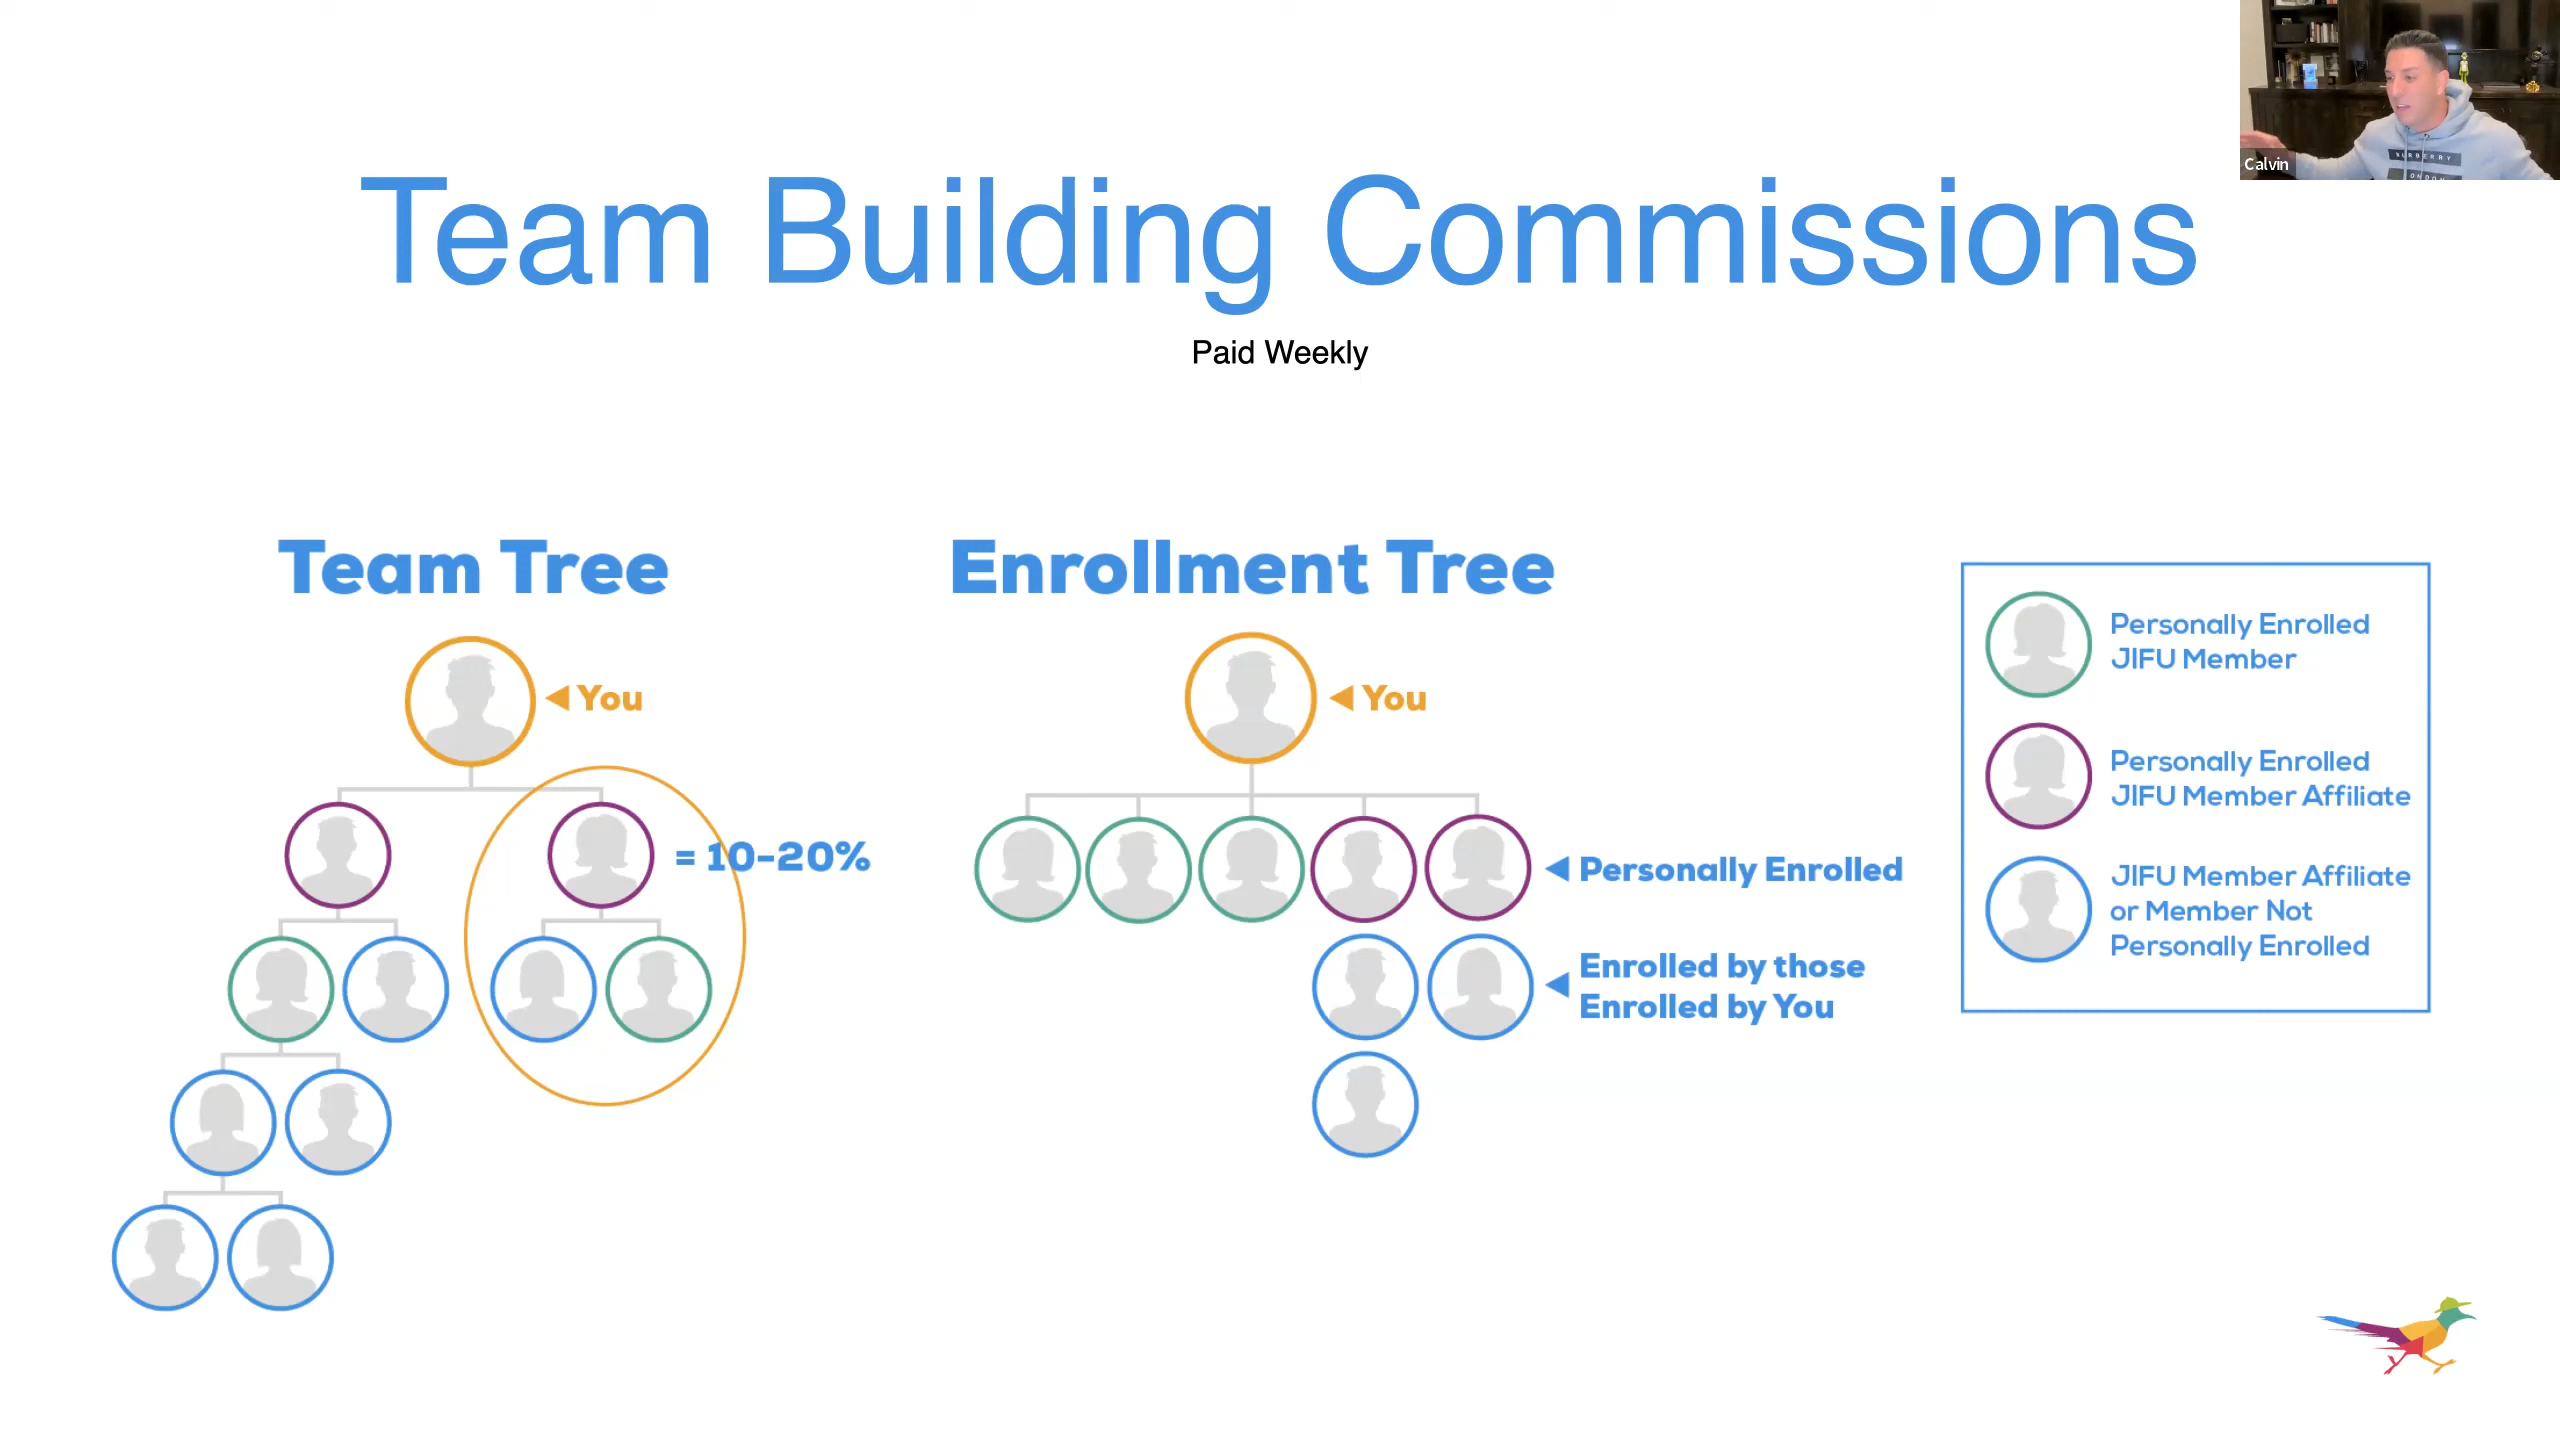 Calvin
BURBERRY
LONDON
Team Building Commissions
Paid Weekly
Team Tree
You
= 10-20%
Enrollment Tree
You
Personally Enrolled
Enrolled by those
Enrolled by You
Personally Enrolled
JIFU Member
Personally Enrolled
JIFU Member Affiliate
JIFU Member Affiliate
or Member Not
Personally Enrolled